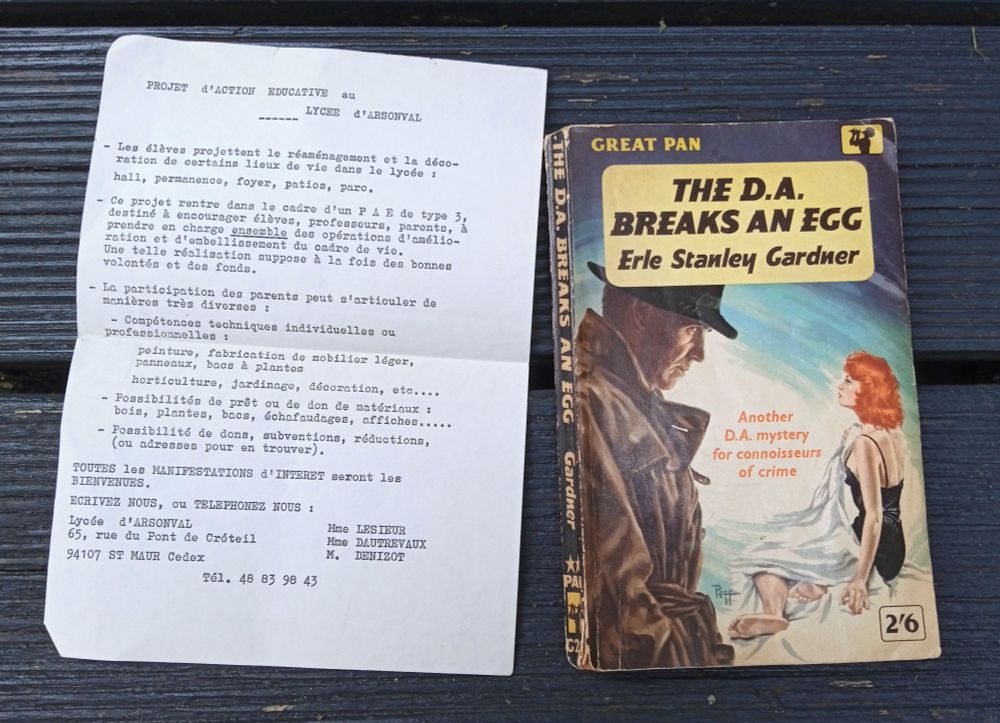 PROJET d'ACTION EDUCATIVE au
LYCEE d'ARSONVAL
- Les élèves projettent le réaménagement et la déco-
ration de certains lieux de vie dans le lycée :
hall, permanence, foyer, patios, parc.
- Ce projet rentre dans le cadre d'un P A E de type 3,
destiné à encourager élèves, professeurs, parents, à
prendre en charge ensemble des opérations d'amélio-
ration et d'embellissement du cadre de vie.
Une telle réalisation suppose à la fois des bonnes
volontés et des fonds.
- La participation des parents peut s'articuler de
manières très diverses :
- Compétences techniques individuelles ou
professionnelles :
peinture, fabrication de mobilier léger,
panneaux, bacs à plantes
horticulture, jardinage, décoration, etc....
- Possibilités de prêt ou de don de matériaux :
bois, plantes, bacs, échafaudages, affiches.....
- Possibilité de dons, subventions, réductions,
(ou adresses pour en trouver).
TOUTES les MANIFESTATIONS d'INTERET seront les
BIENVENUES.
ECRIVEZ NOUS, ou TELEPHONEZ NOUS :
Lycée d'ARSONVAL
65, rue du Pont de Créteil
94107 ST MAUR Cedex
Mme LESIEUR
Mme DAUTREVAUX
M. DENIZOT
Tél. 48 83 98 43
THE D.A. BREAKS AN EGG Gardner
PAN
GREAT PAN
THE D.A.
BREAKS AN EGG
Erle Stanley Gardner
Another
D.A. mystery
for connoisseurs
of crime
Peff
2'6